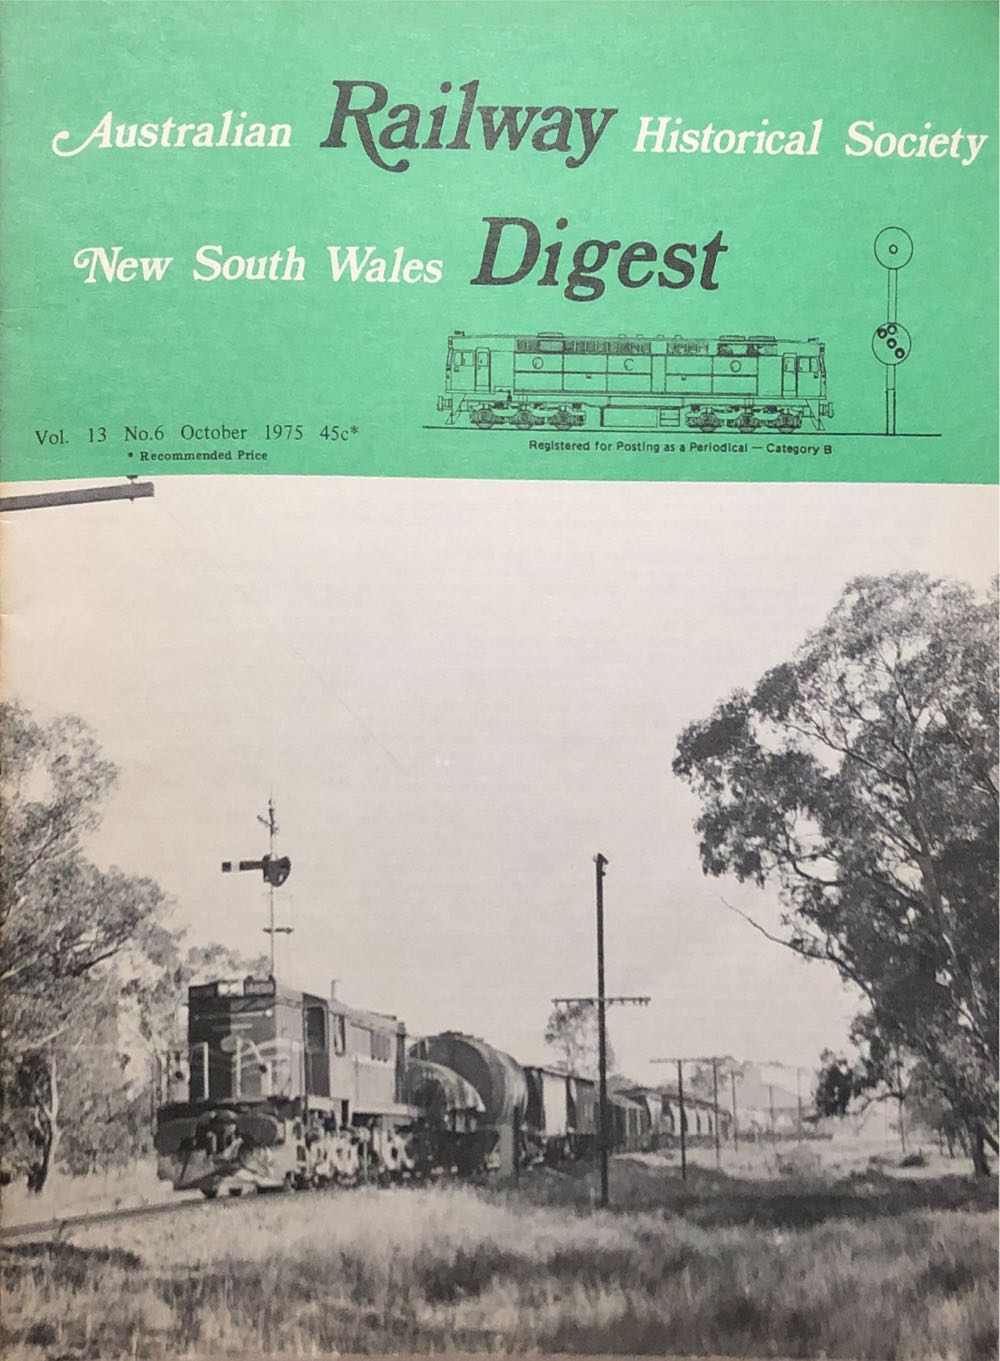 Australian Railway Historical Society
New South Wales Digest
Vol. 13 No.6 October 1975 45c*
* Recommended Price
Registered for Posting as a Periodical — Category B